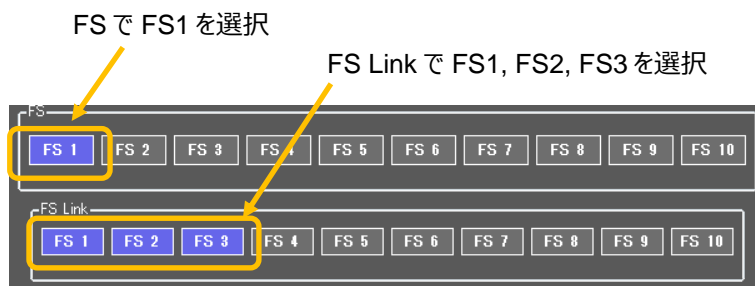 FS で FS1 を選択
FS Link で FS1, FS2, FS3 を選択
FS
FS 1 FS 2 FS 3 FS 4 FS 5 FS 6 FS 7 FS 8 FS 9 FS 10
FS Link
FS 1 FS 2 FS 3 FS 4 FS 5 FS 6 FS 7 FS 8 FS 9 FS 10